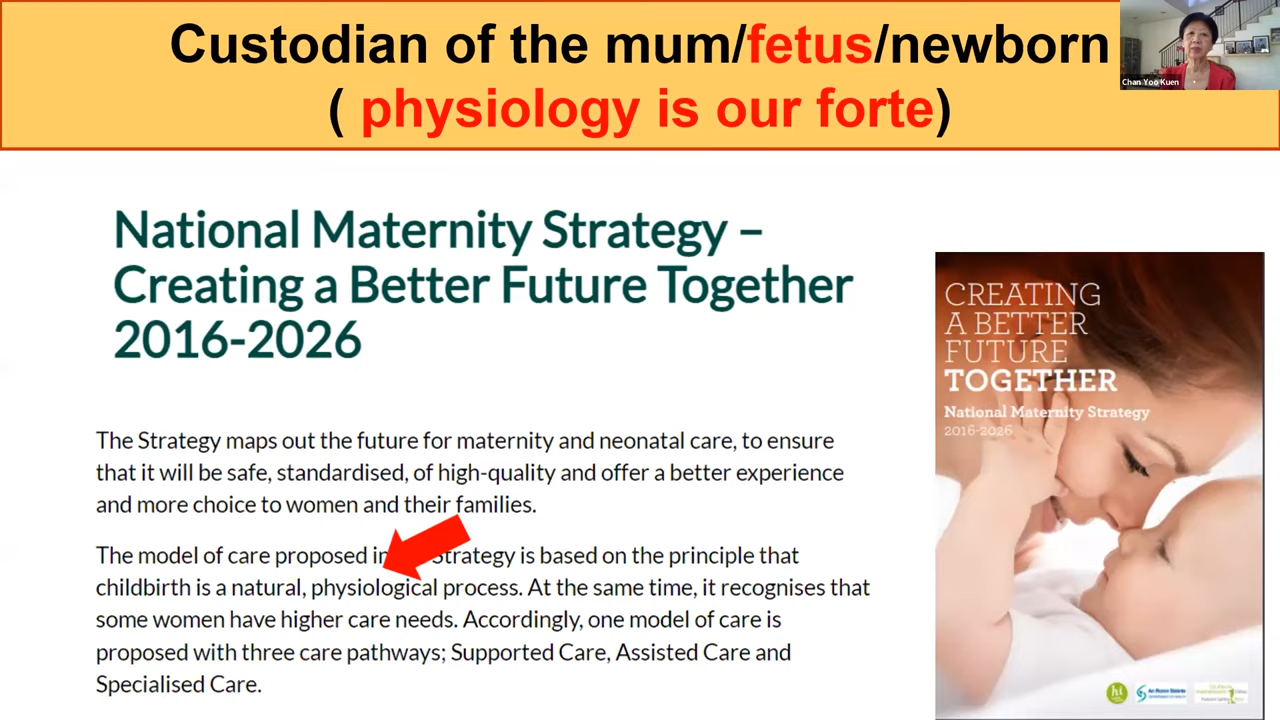 Custodian of the mum/fetus/newborn
( physiology is our forte)
Chan Yoo Kuen
National Maternity Strategy –
Creating a Better Future Together
2016-2026
The Strategy maps out the future for maternity and neonatal care, to ensure
that it will be safe, standardised, of high-quality and offer a better experience
and more choice to women and their families.
The model of care proposed in Strategy is based on the principle that
childbirth is a natural, physiological process. At the same time, it recognises that
some women have higher care needs. Accordingly, one model of care is
proposed with three care pathways; Supported Care, Assisted Care and
Specialised Care.
CREATING
A BETTER
FUTURE
TOGETHER
National Maternity Strategy
2016-2026
hi
An Roinn Sláinte